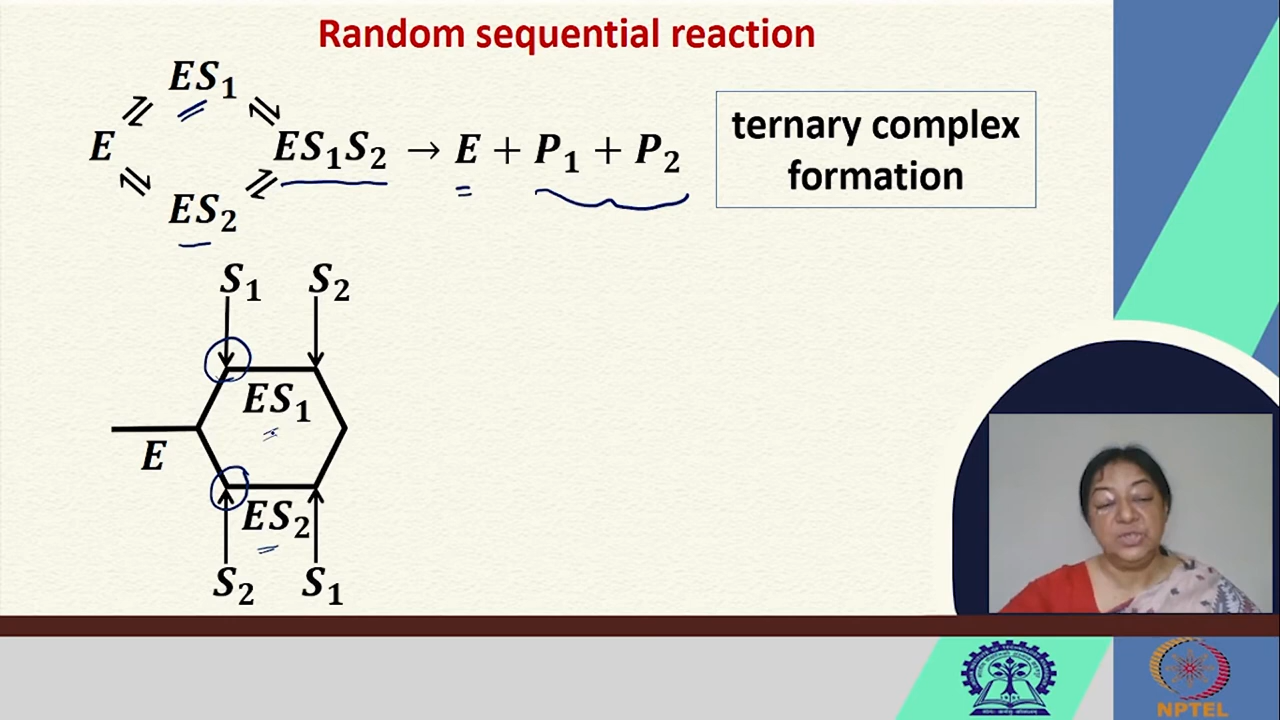 Random sequential reaction
ES₁
E ES₁S₂ → E + P₁ + P₂
ES₂
ternary complex
formation
S₁ S₂
ES₁
E
ES₂
S₂ S₁
NPTEL